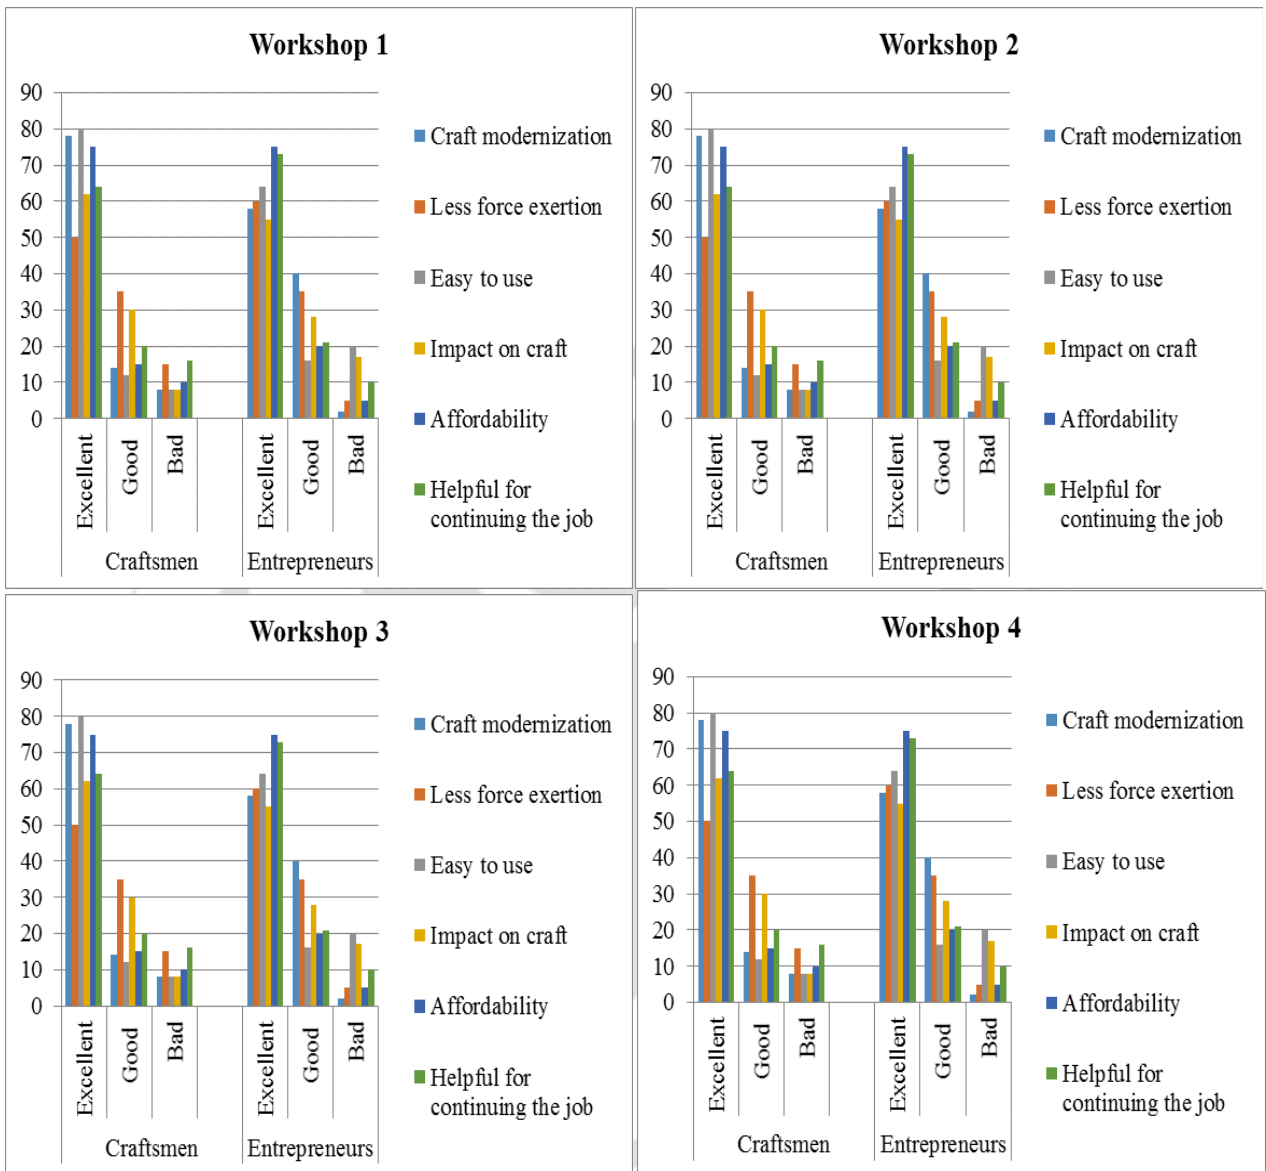 Workshop 1
90
80
70
60
50
40
30
20
10
0
Excellent
Good
Bad
Excellent
Good
Bad
Craftsmen
Entrepreneurs
Craft modernization
Less force exertion
Easy to use
Impact on craft
Affordability
Helpful for
continuing the job
Workshop 2
90
80
70
60
50
40
30
20
10
0
Excellent
Good
Bad
Excellent
Good
Bad
Craftsmen
Entrepreneurs
Craft modernization
Less force exertion
Easy to use
Impact on craft
Affordability
Helpful for
continuing the job
Workshop 3
90
80
70
60
50
40
30
20
10
0
Excellent
Good
Bad
Excellent
Good
Bad
Craftsmen
Entrepreneurs
Craft modernization
Less force exertion
Easy to use
Impact on craft
Affordability
Helpful for
continuing the job
Workshop 4
90
80
70
60
50
40
30
20
10
0
Excellent
Good
Bad
Excellent
Good
Bad
Craftsmen
Entrepreneurs
Craft modernization
Less force exertion
Easy to use
Impact on craft
Affordability
Helpful for
continuing the job